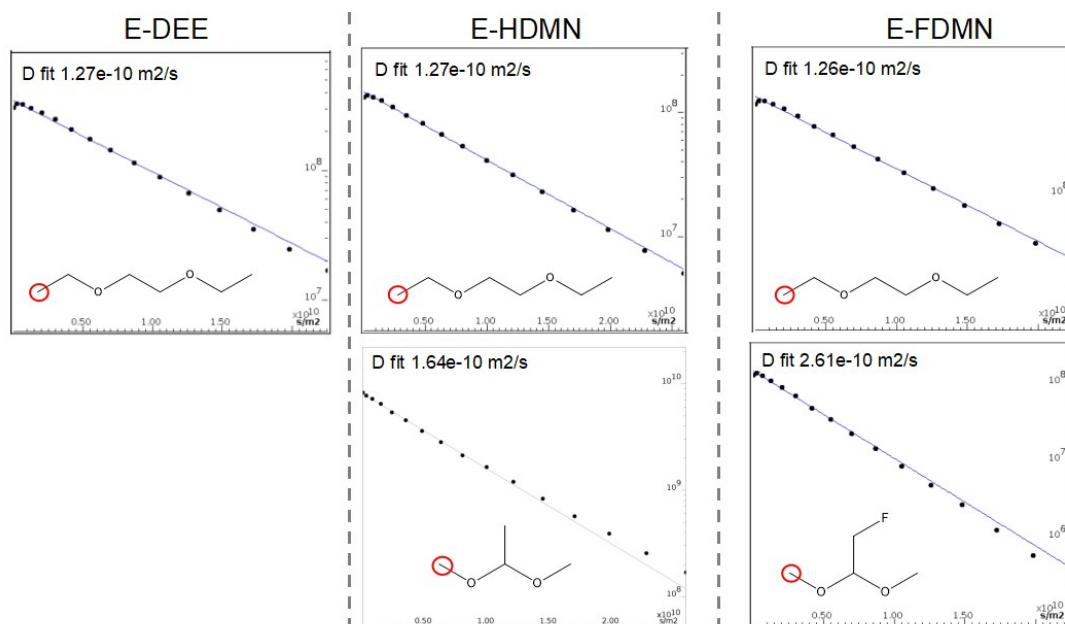 E-DEE
D fit 1.27e-10 m2/s
10^8
10^7
O
O
0.50
1.00
x10^10
s/m2
E-HDMN
D fit 1.27e-10 m2/s
10^8
10^7
O
O
0.50
1.00
1.50
2.00
x10^10
s/m2
D fit 1.64e-10 m2/s
10^10
10^9
10^8
O
O
0.50
1.00
1.50
2.00
x10^10
s/m2
E-FDMN
D fit 1.26e-10 m2/s
10^8
O
O
0.50
1.00
1.50
x10^10
s/m2
D fit 2.61e-10 m2/s
10^8
10^7
10^6
F
O
O
0.50
1.00
1.50
x10^10
s/m2